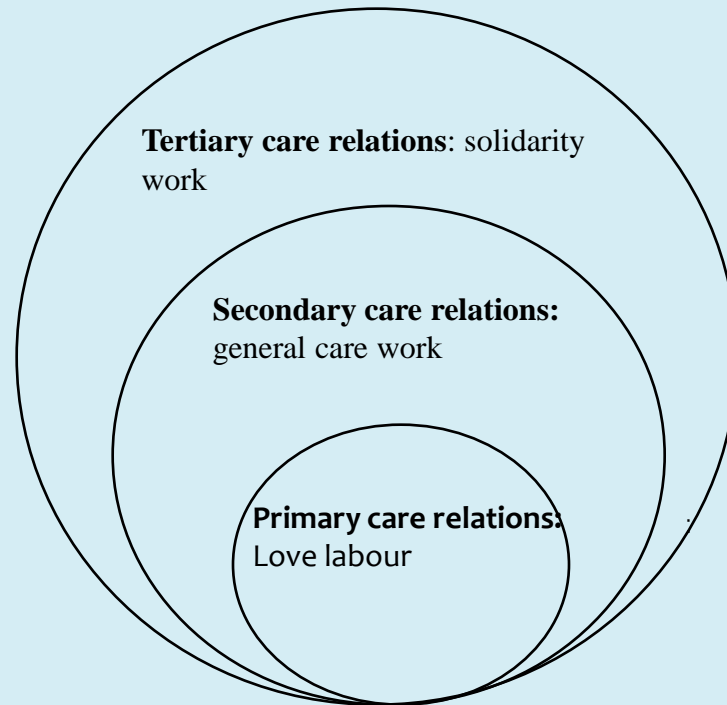 Tertiary care relations: solidarity
work
Secondary care relations:
general care work
Primary care relations:
Love labour